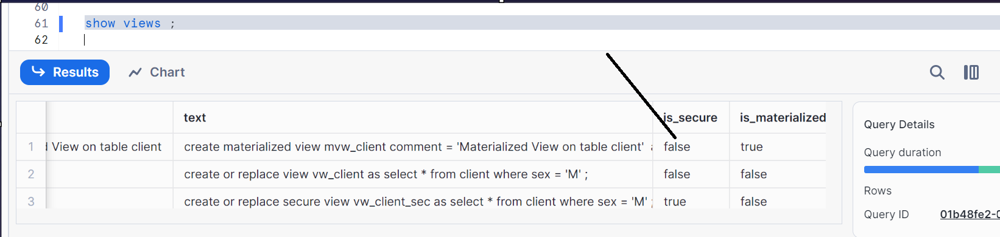 60
61 show views ;
62
Results Chart
text is_secure is_materialized
1 View on table client create materialized view mvw_client comment = 'Materialized View on table client' false true
2 create or replace view vw_client as select * from client where sex = 'M' ; false false
3 create or replace secure view vw_client_sec as select * from client where sex = 'M' ; true false
Query Details
Query duration
Rows
Query ID 01b48fe2-0